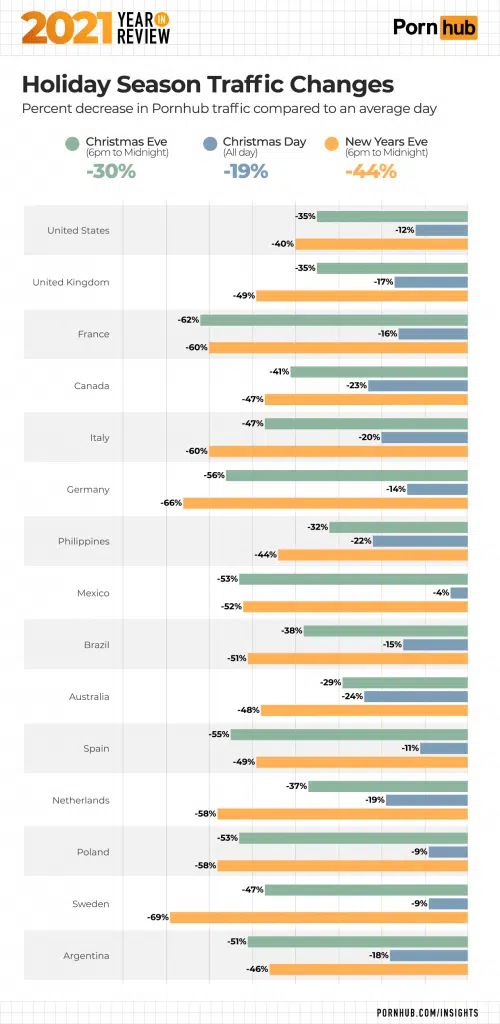 2021 YEAR IN REVIEW
Pornhub
Holiday Season Traffic Changes
Percent decrease in Pornhub traffic compared to an average day
Christmas Eve
(6pm to Midnight)
-30%
Christmas Day
(All day)
-19%
New Years Eve
(6pm to Midnight)
-44%
United States
-35%
-12%
-40%
United Kingdom
-35%
-17%
-49%
France
-62%
-16%
-60%
Canada
-41%
-23%
-47%
Italy
-47%
-20%
-60%
Germany
-56%
-14%
-66%
Philippines
-32%
-22%
-44%
Mexico
-53%
-4%
-52%
Brazil
-38%
-15%
-51%
Australia
-29%
-24%
-48%
Spain
-55%
-11%
-49%
Netherlands
-37%
-19%
-58%
Poland
-53%
-9%
-58%
Sweden
-47%
-9%
-69%
Argentina
-51%
-18%
-46%
PORNHUB.COM/INSIGHTS